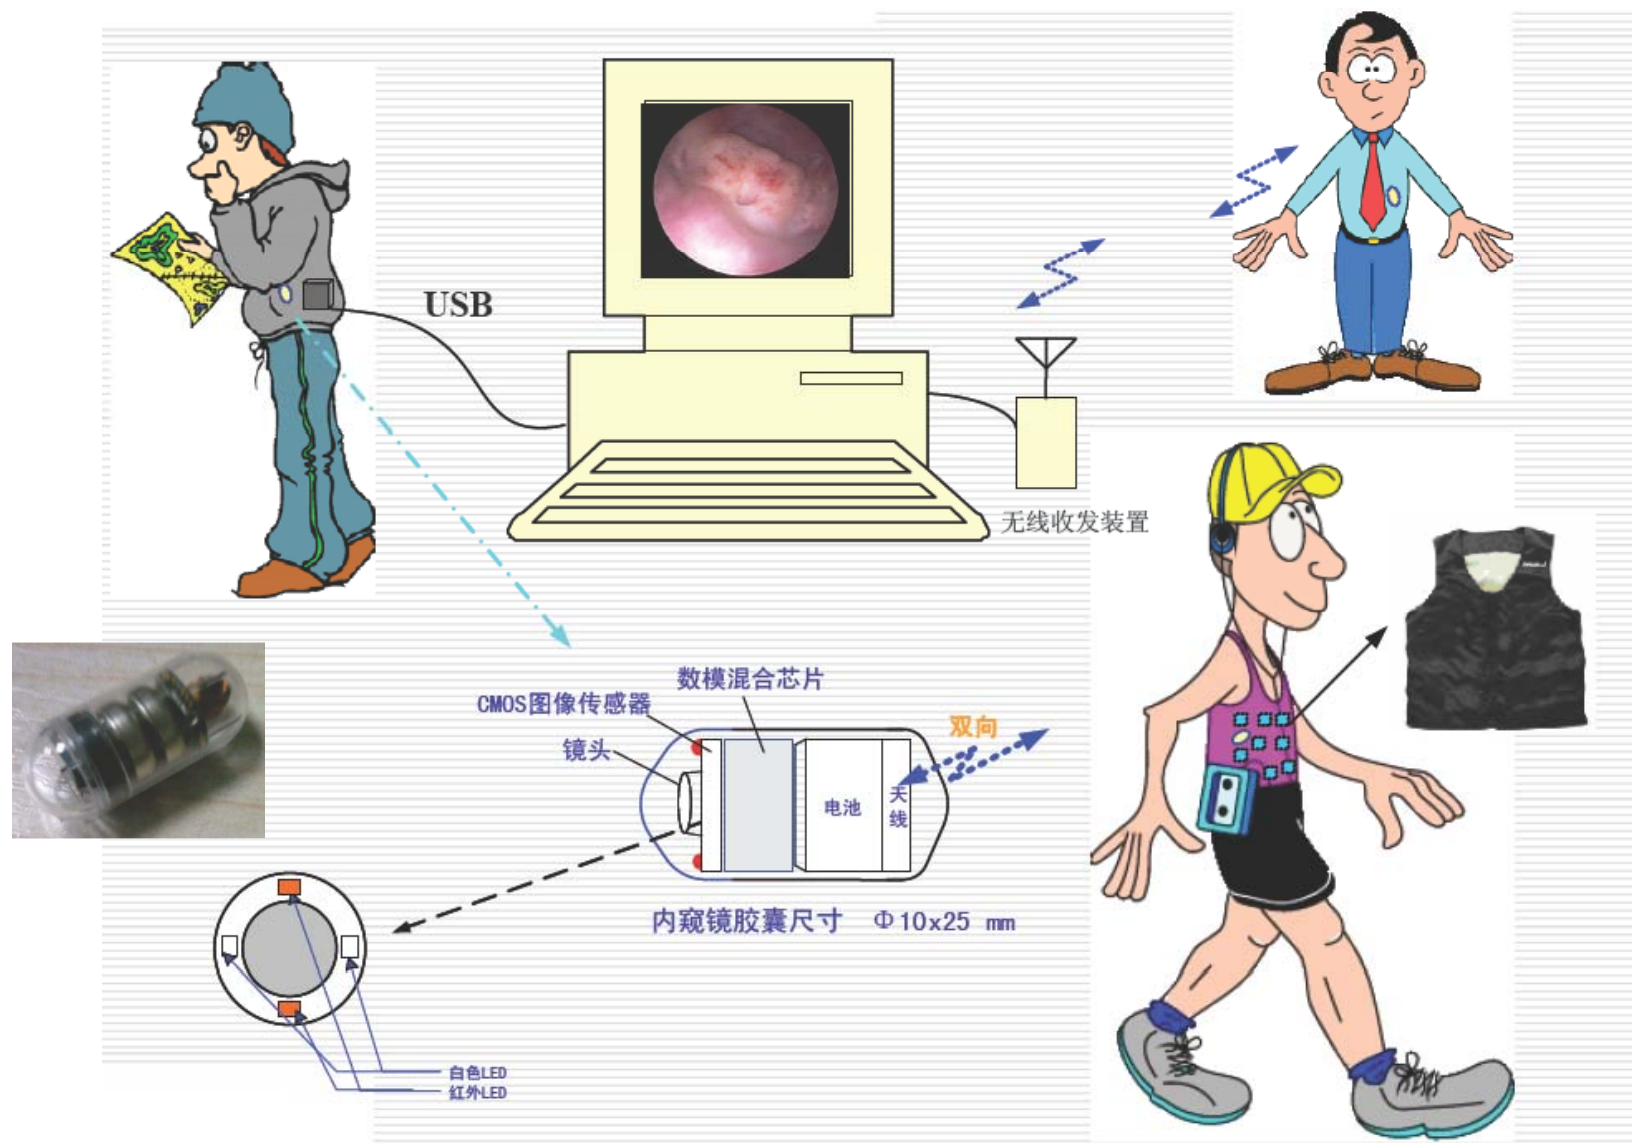 USB
无线收发装置
数模混合芯片
CMOS图像传感器
镜头
双向
电池
天线
内窥镜胶囊尺寸 Φ10x25 mm
白色LED
红外LED